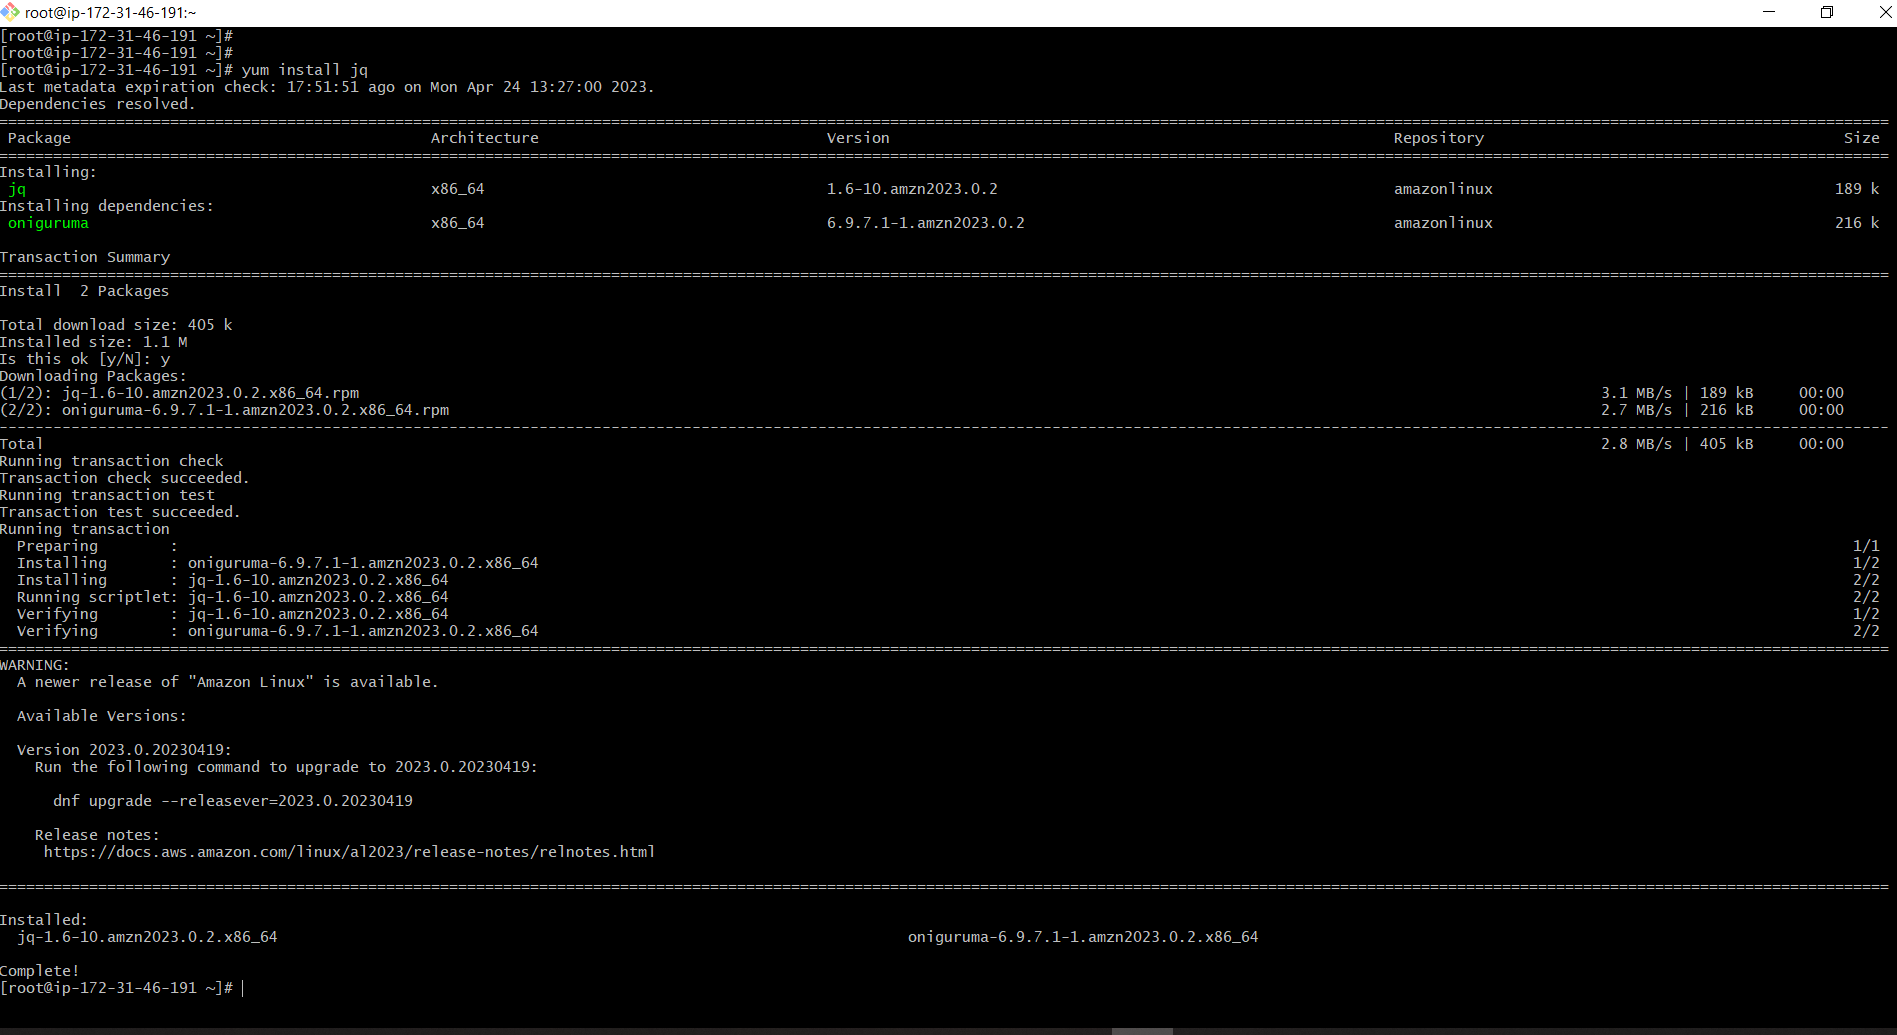 root@ip-172-31-46-191:~
[root@ip-172-31-46-191 ~]#
[root@ip-172-31-46-191 ~]#
[root@ip-172-31-46-191 ~]# yum install jq
Last metadata expiration check: 17:51:51 ago on Mon Apr 24 13:27:00 2023.
Dependencies resolved.
Package Architecture Version Repository Size
Installing:
jq x86_64 1.6-10.amzn2023.0.2 amazonlinux 189 k
Installing dependencies:
oniguruma x86_64 6.9.7.1-1.amzn2023.0.2 amazonlinux 216 k
Transaction Summary
Install 2 Packages
Total download size: 405 k
Installed size: 1.1 M
Is this ok [y/N]: y
Downloading Packages:
(1/2): jq-1.6-10.amzn2023.0.2.x86_64.rpm 3.1 MB/s | 189 kB 00:00
(2/2): oniguruma-6.9.7.1-1.amzn2023.0.2.x86_64.rpm 2.7 MB/s | 216 kB 00:00
Total 2.8 MB/s | 405 kB 00:00
Running transaction check
Transaction check succeeded.
Running transaction test
Transaction test succeeded.
Running transaction
Preparing : 1/1
Installing : oniguruma-6.9.7.1-1.amzn2023.0.2.x86_64 1/2
Installing : jq-1.6-10.amzn2023.0.2.x86_64 2/2
Running scriptlet: jq-1.6-10.amzn2023.0.2.x86_64 2/2
Verifying : jq-1.6-10.amzn2023.0.2.x86_64 1/2
Verifying : oniguruma-6.9.7.1-1.amzn2023.0.2.x86_64 2/2
WARNING:
A newer release of "Amazon Linux" is available.
Available Versions:
Version 2023.0.20230419:
Run the following command to upgrade to 2023.0.20230419:
dnf upgrade --releasever=2023.0.20230419
Release notes:
https://docs.aws.amazon.com/linux/al2023/release-notes/relnotes.html
Installed:
jq-1.6-10.amzn2023.0.2.x86_64 oniguruma-6.9.7.1-1.amzn2023.0.2.x86_64
Complete!
[root@ip-172-31-46-191 ~]#